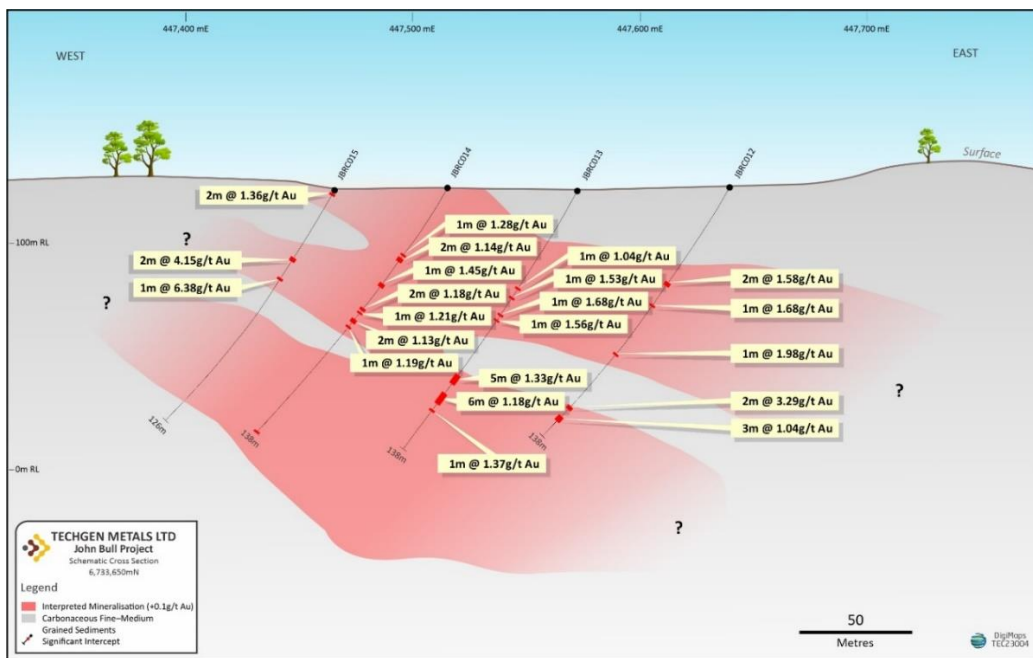 447,400 mE
447,500 mE
447,600 mE
447,700 mE
WEST
EAST
JBRC015
JBRC014
JBRC013
JBRC012
Surface
2m @ 1.36g/t Au
?
100m RL
2m @ 4.15g/t Au
1m @ 6.38g/t Au
?
1m @ 1.28g/t Au
2m @ 1.14g/t Au
1m @ 1.45g/t Au
2m @ 1.18g/t Au
1m @ 1.21g/t Au
2m @ 1.13g/t Au
1m @ 1.19g/t Au
1m @ 1.04g/t Au
1m @ 1.53g/t Au
1m @ 1.68g/t Au
1m @ 1.56g/t Au
5m @ 1.33g/t Au
6m @ 1.18g/t Au
1m @ 1.37g/t Au
2m @ 1.58g/t Au
1m @ 1.68g/t Au
1m @ 1.98g/t Au
?
2m @ 3.29g/t Au
3m @ 1.04g/t Au
126m
138m
138m
138m
0m RL
?
TECHGEN METALS LTD
John Bull Project
Schematic Cross Section
6,733,650mN
Legend
Interpreted Mineralisation (+0.1g/t Au)
Carbonaceous Fine–Medium
Grained Sediments
Significant Intercept
50
Metres
DigiMaps
TEC23004